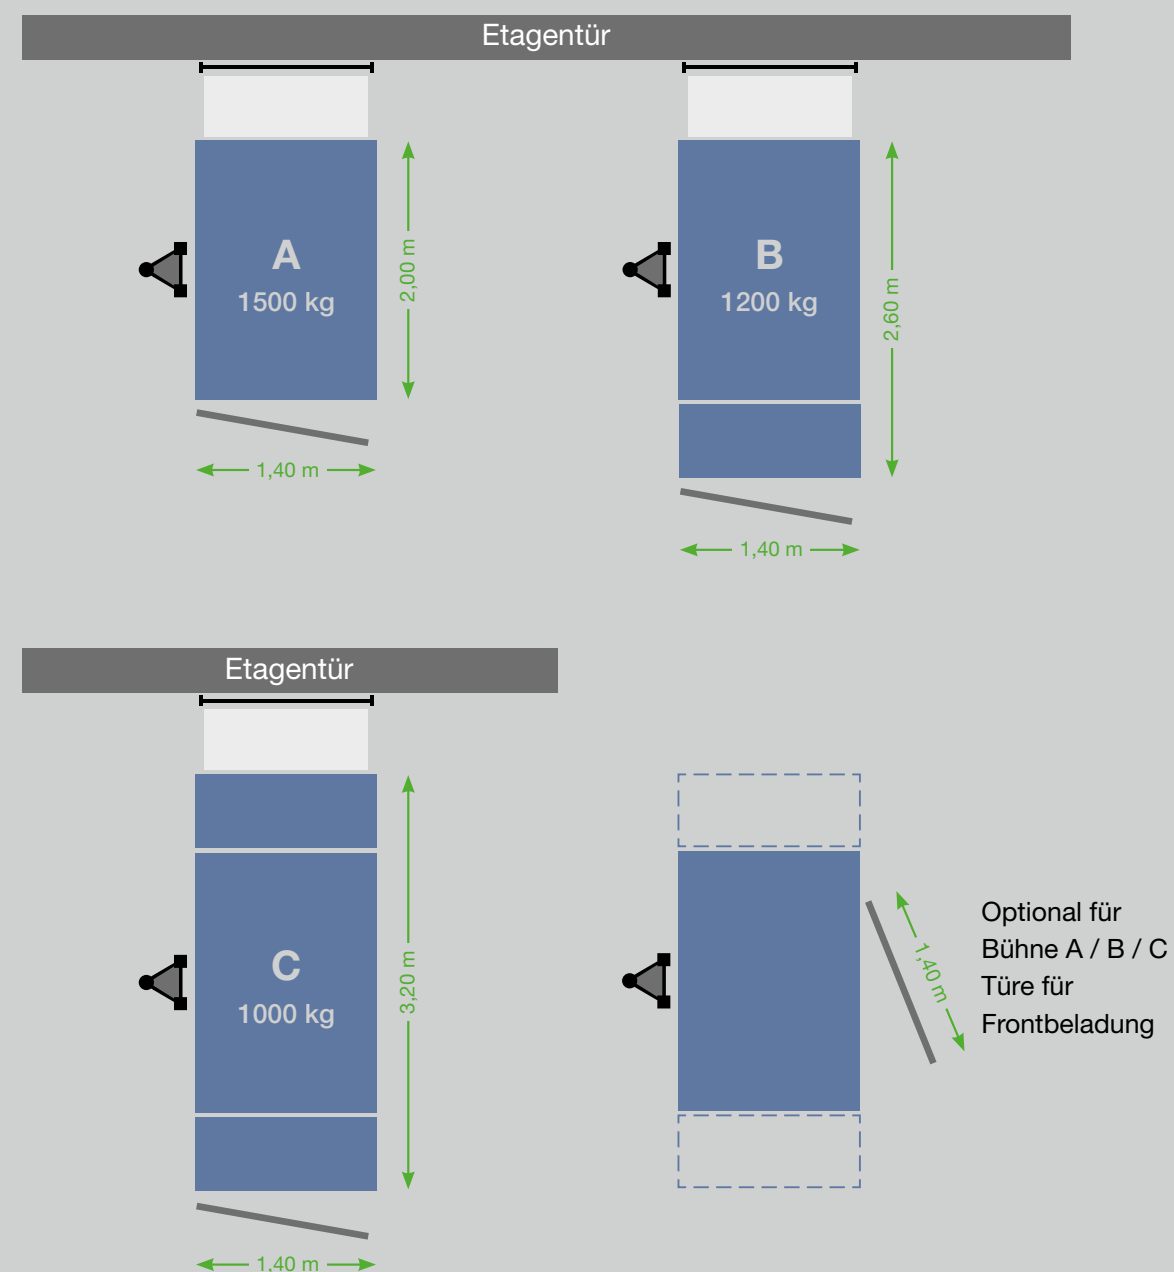 Etagentür
A
1500 kg
2,00 m
1,40 m
B
1200 kg
2,60 m
1,40 m
Etagentür
C
1000 kg
3,20 m
1,40 m
1,40 m
Optional für
Bühne A / B / C
Türe für
Frontbeladung